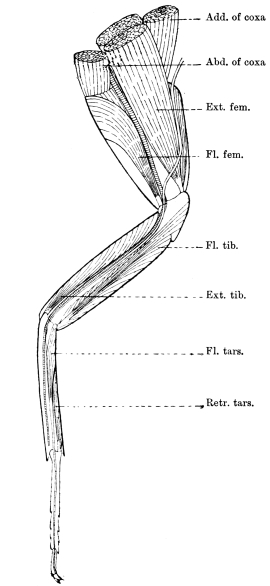 Add. of coxa
Abd. of coxa
Ext. fem.
Fl. fem.
Fl. tib.
Ext. tib.
Fl. tars.
Retr. tars.